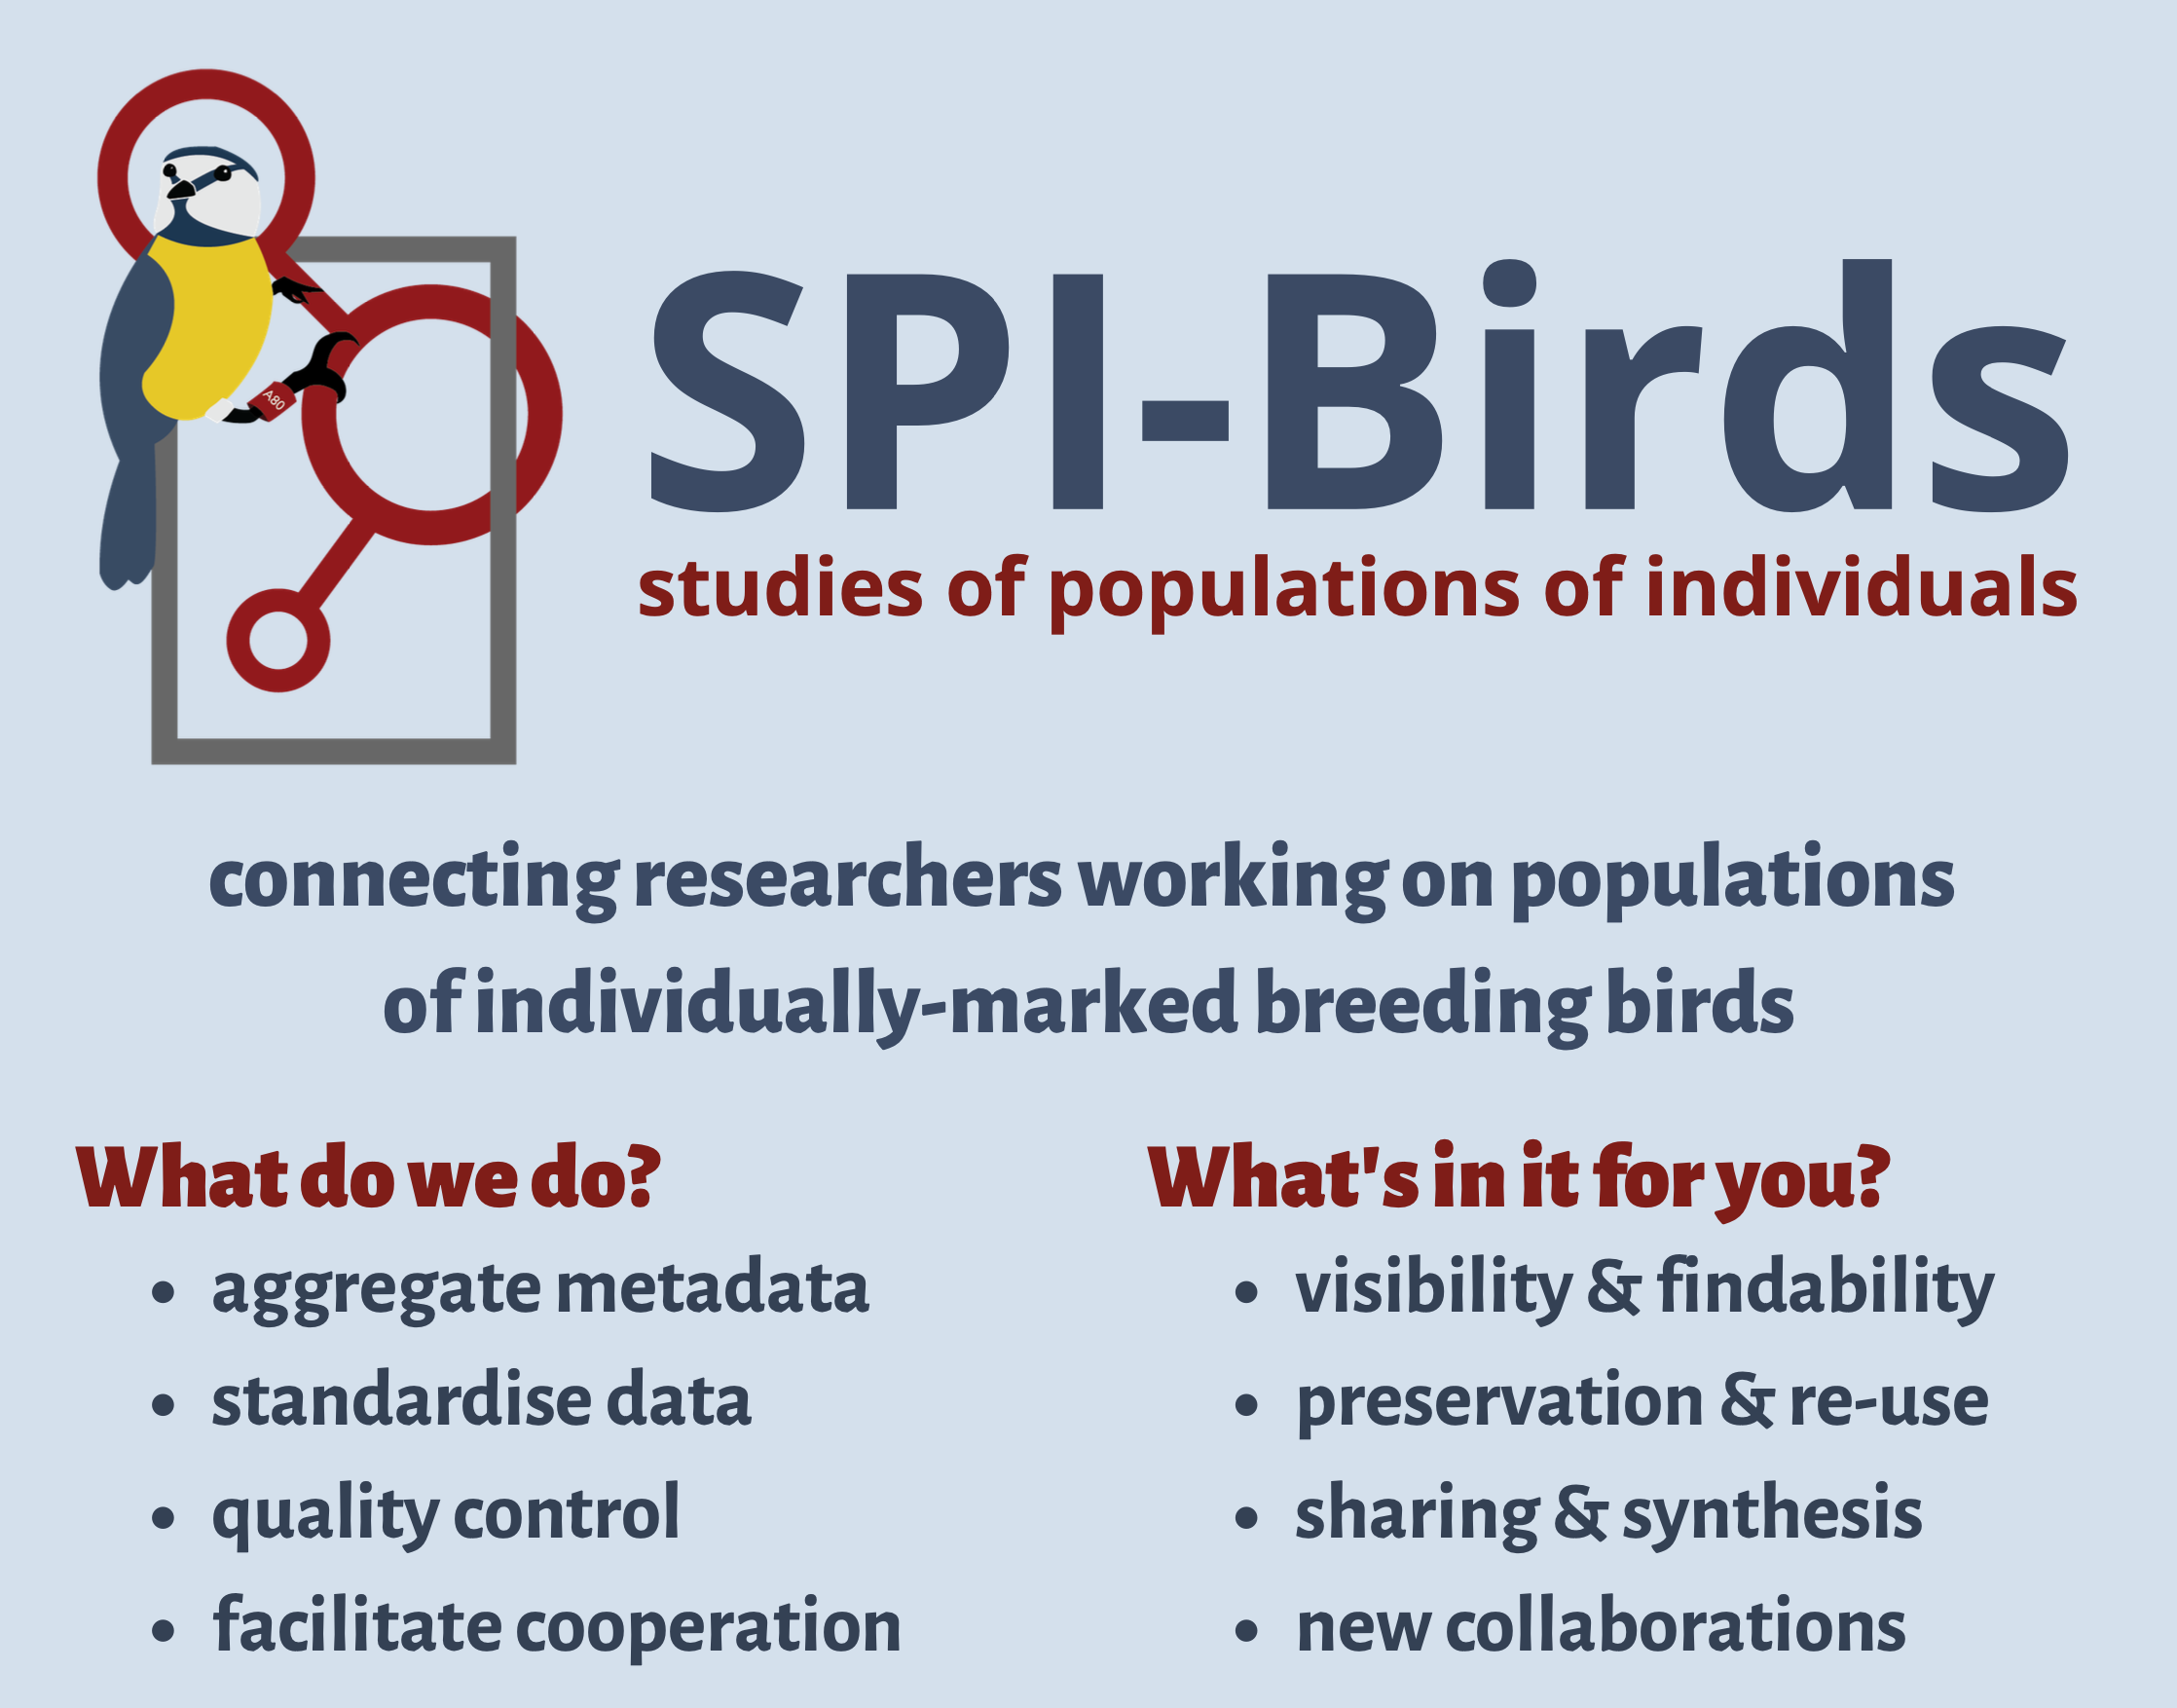 A80
SPI-Birds
studies of populations of individuals
connecting researchers working on populations
of individually-marked breeding birds
What do we do?
• aggregate metadata
• standardise data
• quality control
• facilitate cooperation
What's in it for you?
• visibility & findability
• preservation & re-use
• sharing & synthesis
• new collaborations